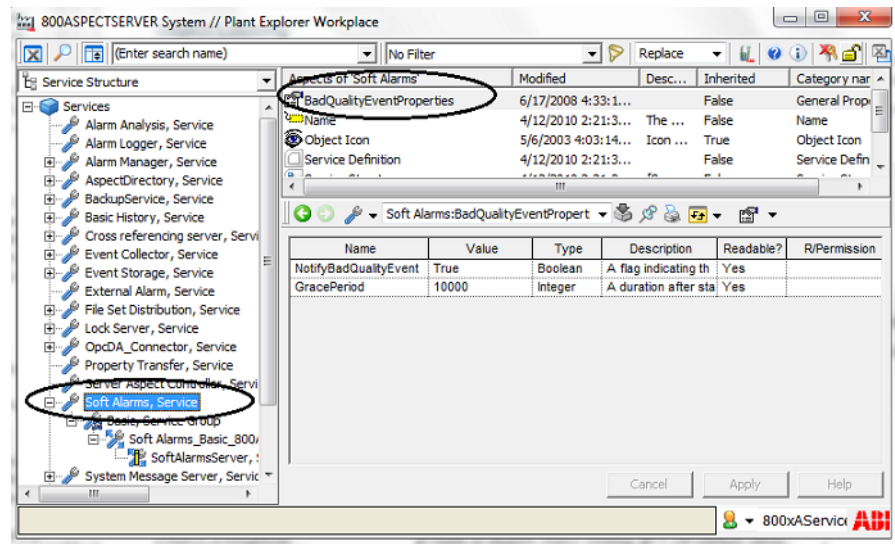 800ASPECTSERVER System // Plant Explorer Workplace
(Enter search name) No Filter Replace
Service Structure
Services
Alarm Analysis, Service
Alarm Logger, Service
Alarm Manager, Service
AspectDirectory, Service
BackupService, Service
Basic History, Service
Cross referencing server, Servi
Event Collector, Service
Event Storage, Service
External Alarm, Service
File Set Distribution, Service
Lock Server, Service
OpcDA_Connector, Service
Property Transfer, Service
Server Aspect Controller, Servi
Soft Alarms, Service
Basic, Service Group
Soft Alarms_Basic_800
SoftAlarmsServer,
System Message Server, Servic
Aspects of 'Soft Alarms' Modified Desc... Inherited Category nar
BadQualityEventProperties 6/17/2008 4:33:1... False General Prop
Name 4/12/2010 2:21:3... The ... False Name
Object Icon 5/6/2003 4:03:14... Icon ... True Object Icon
Service Definition 4/12/2010 2:21:3... False Service Defin
Soft Alarms:BadQualityEventPropert
Name Value Type Description Readable? R/Permission
NotifyBadQualityEvent True Boolean A flag indicating th Yes
GracePeriod 10000 Integer A duration after sta Yes
Cancel Apply Help
800xAService ABB